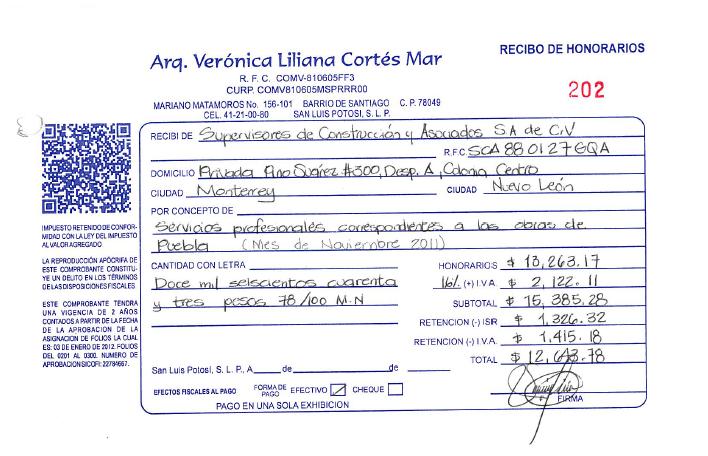 Arq. Verónica Liliana Cortés Mar
RECIBO DE HONORARIOS
R. F. C. COMV-810605FF3
CURP. COMV810605MSPRRR00
202
MARIANO MATAMOROS No. 156-101 BARRIO DE SANTIAGO C. P. 78049
CEL. 41-21-00-80 SAN LUIS POTOSI, S. L. P.
RECIBI DE Supervisores de Construcción y Asociados S.A de C.V
R.F.C. SCA 880127GQA
DOMICILIO Privada Pino Suárez #300, Desp. A, Colonia Centro
CIUDAD Monterrey CIUDAD Nuevo León
POR CONCEPTO DE
Servicios profesionales correspondientes a las obras de
Puebla (Mes de Noviembre 2011)
IMPUESTO RETENIDO DE CONFOR-
MIDAD CON LA LEY DEL IMPUESTO
AL VALOR AGREGADO
LA REPRODUCCIÓN APÓCRIFA DE
ESTE COMPROBANTE CONSTITU-
YE UN DELITO EN LOS TÉRMINOS
DE LAS DISPOSICIONES FISCALES.
ESTE COMPROBANTE TENDRA
UNA VIGENCIA DE 2 AÑOS
CONTADOS A PARTIR DE LA FECHA
DE LA APROBACION DE LA
ASIGNACION DE FOLIOS LA CUAL
ES: 03 DE ENERO DE 2012. FOLIOS
DEL 0201 AL 0300. NUMERO DE
APROBACION SICOFI: 22784667.
CANTIDAD CON LETRA
Doce mil seiscientos cuarenta
y tres pesos 78/100 M.N
HONORARIOS $ 13,263.17
16% (+) I.V.A. $ 2,122.11
SUBTOTAL $ 15,385.28
RETENCION (-) ISR $ 1,326.32
RETENCION (-) I.V.A. $ 1,415.18
TOTAL $ 12,643.78
San Luis Potosi, S. L. P., A ____ de ____ de ____
EFECTOS FISCALES AL PAGO FORMA DE PAGO EFECTIVO CHEQUE
PAGO EN UNA SOLA EXHIBICION
FIRMA